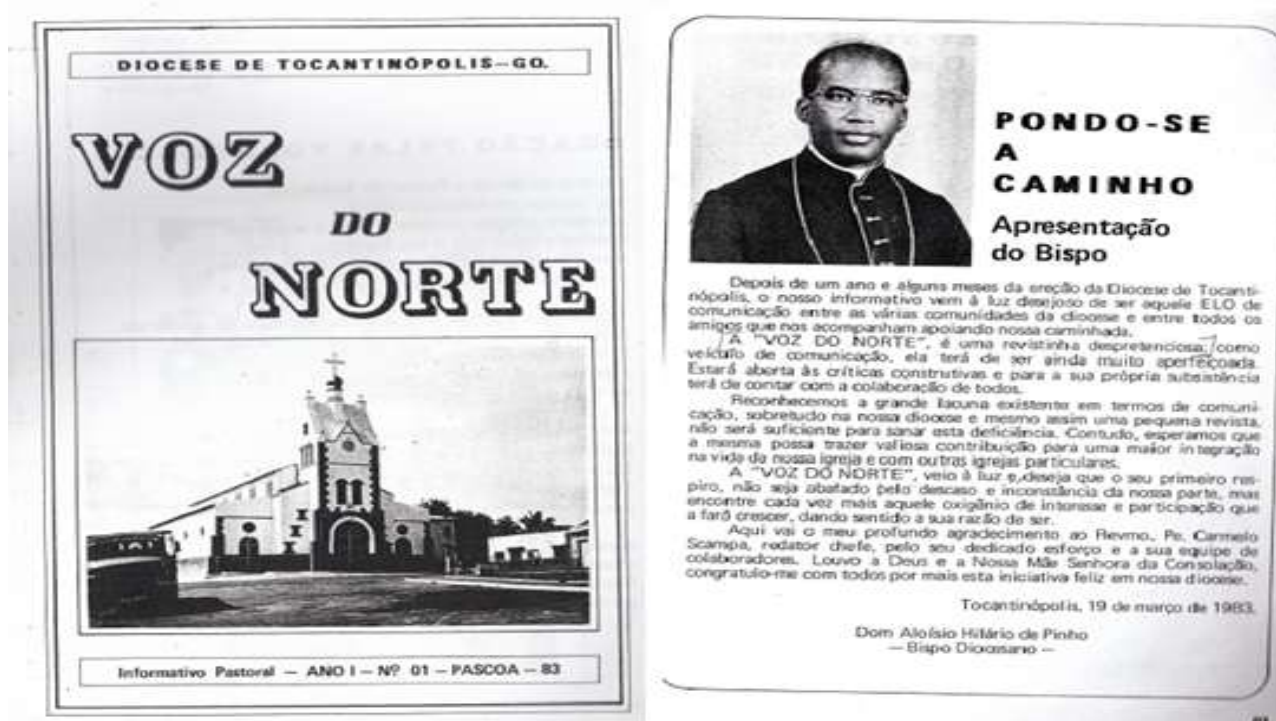 DIOCESE DE TOCANTINÓPOLIS-GO.
VOZ
DO
NORTE
Informativo Pastoral — ANO I — Nº 01 — PASCOA — 83
PONDO-SE
A
CAMINHO
Apresentação
do Bispo
Depois de um ano e alguns meses da ereção da Diocese de Tocanti-
nópolis, o nosso informativo vem à luz desejoso de ser aquele ELO de
comunicação entre as várias comunidades da diocese e entre todos os
amigos que nos acompanham apoiando nossa caminhada.
A "VOZ DO NORTE", é uma revistinha despretenciosa, como
veículo de comunicação, ela terá de ser ainda muito aperfeiçoada.
Estará aberta às críticas construtivas e para a sua própria subsistência
terá de contar com a colaboração de todos.
Reconhecemos a grande lacuna existente em termos de comuni-
cação, sobretudo na nossa diocese e mesmo assim uma pequena revista,
não será suficiente para sanar esta deficiência. Contudo, esperamos que
a mesma possa trazer valiosa contribuição para uma maior integração
na vida da nossa igreja e com outras igrejas particulares.
A "VOZ DO NORTE", veio à luz e deseja que o seu primeiro res-
piro, não seja abafado pelo descaso e inconstância da nossa parte, mas
encontre cada vez mais aquele oxigênio de interesse e participação que
a fará crescer, dando sentido a sua razão de ser.
Aqui vai o meu profundo agradecimento ao Revmo. Pe. Carmelo
Scampa, redator chefe, pelo seu dedicado esforço e a sua equipe de
colaboradores. Louvo a Deus e a Nossa Mãe Senhora da Consolação,
congratulo-me com todos por mais esta iniciativa feliz em nossa diocese.
Tocantinópolis, 19 de março de 1983.
Dom Aloísio Hilário de Pinho
— Bispo Diocesano —